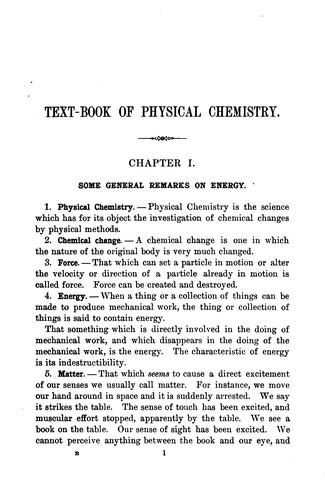 TEXT-BOOK OF PHYSICAL CHEMISTRY.
CHAPTER I.
SOME GENERAL REMARKS ON ENERGY.
1. Physical Chemistry. — Physical Chemistry is the science
which has for its object the investigation of chemical changes
by physical methods.
2. Chemical change. — A chemical change is one in which
the nature of the original body is very much changed.
3. Force. — That which can set a particle in motion or alter
the velocity or direction of a particle already in motion is
called force. Force can be created and destroyed.
4. Energy. — When a thing or a collection of things can be
made to produce mechanical work, the thing or collection of
things is said to contain energy.
That something which is directly involved in the doing of
mechanical work, and which disappears in the doing of the
mechanical work, is the energy. The characteristic of energy
is its indestructibility.
5. Matter. — That which seems to cause a direct excitement
of our senses we usually call matter. For instance, we move
our hand around in space and it is suddenly arrested. We say
it strikes the table. The sense of touch has been excited, and
muscular effort stopped, apparently by the table. We see a
book on the table. Our sense of sight has been excited. We
cannot perceive anything between the book and our eye, and
B 1